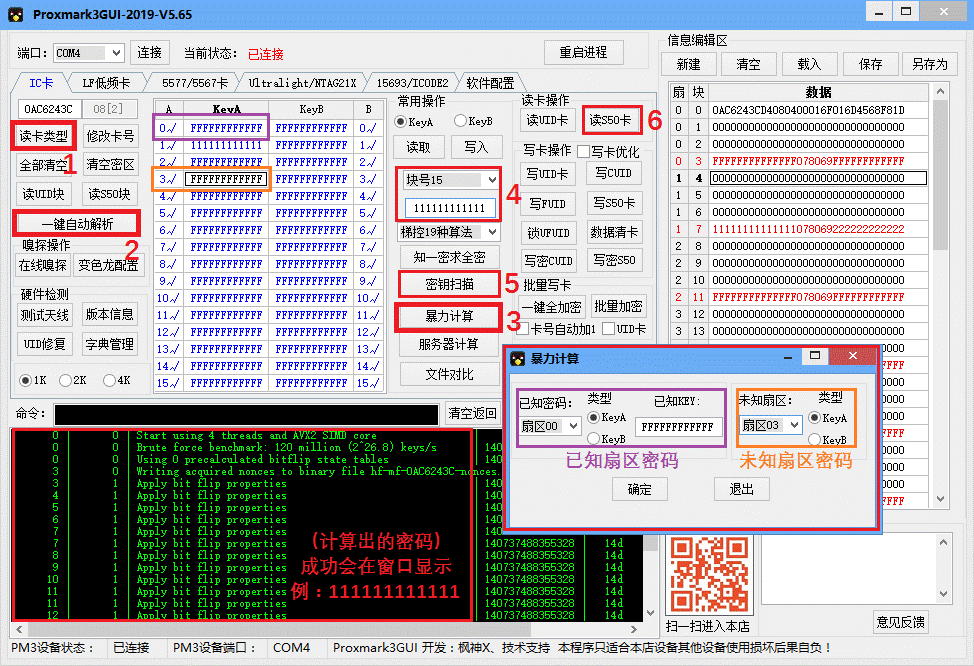 Proxmark3GUI-2019-V5.65
端口： COM4 连接 当前状态： 已连接 重启进程
IC卡 LF低频卡 5577/5567卡 Ultralight/NTAG21X 15693/ICODE2 软件配置
0AC6243C 08[2]
读卡类型 修改卡号
1
全部清空 清空密区
读UID块 读S50块
一键自动解析
2
嗅探操作
在线嗅探 变色龙配置
硬件检测
测试天线 版本信息
UID修复 字典管理
1K 2K 4K
A KeyA KeyB B
0.√ FFFFFFFFFFFF FFFFFFFFFFFF 0.√
1.√ 111111111111 FFFFFFFFFFFF 1.√
2.√ FFFFFFFFFFFF FFFFFFFFFFFF 2.√
3.√ FFFFFFFFFFFF FFFFFFFFFFFF 3.√
4.√ FFFFFFFFFFFF FFFFFFFFFFFF 4.√
5.√ FFFFFFFFFFFF FFFFFFFFFFFF 5.√
6.√ FFFFFFFFFFFF FFFFFFFFFFFF 6.√
7.√ FFFFFFFFFFFF FFFFFFFFFFFF 7.√
8.√ FFFFFFFFFFFF FFFFFFFFFFFF 8.√
9.√ FFFFFFFFFFFF FFFFFFFFFFFF 9.√
10.√ FFFFFFFFFFFF FFFFFFFFFFFF 10.√
11.√ FFFFFFFFFFFF FFFFFFFFFFFF 11.√
12.√ FFFFFFFFFFFF FFFFFFFFFFFF 12.√
13.√ FFFFFFFFFFFF FFFFFFFFFFFF 13.√
14.√ FFFFFFFFFFFF FFFFFFFFFFFF 14.√
15.√ FFFFFFFFFFFF FFFFFFFFFFFF 15.√
常用操作
KeyA KeyB
读取 写入
块号15
111111111111
4
梯控19种算法
知一密求全密
密钥扫描 5
暴力计算 3
服务器计算
文件对比
读卡操作
读UID卡 读S50卡 6
写卡操作 写卡优化
写UID卡 写CUID
写FUID 写S50卡
锁UFUID 数据清卡
写密CUID 写密S50
批量写卡
一键全加密 批量加密
卡号自动加1 UID卡
信息编辑区
新建 清空 载入 保存 另存为
扇 块 数据
0 0 0AC6243CD4080400016F016D4568F81D
0 1 00000000000000000000000000000000
0 2 00000000000000000000000000000000
0 3 FFFFFFFFFFFFFF078069FFFFFFFFFFFF
1 4 00000000000000000000000000000000
1 5 00000000000000000000000000000000
1 6 00000000000000000000000000000000
1 7 11111111111111078069222222222222
2 8 00000000000000000000000000000000
2 9 00000000000000000000000000000000
2 10 00000000000000000000000000000000
2 11 FFFFFFFFFFFFFF078069FFFFFFFFFFFF
3 12 00000000000000000000000000000000
3 13 00000000000000000000000000000000
暴力计算
已知密码： 类型 已知KEY:
扇区00 KeyA KeyB FFFFFFFFFFFF
未知扇区： 类型
扇区03 KeyA KeyB
已知扇区密码 未知扇区密码
确定 退出
命令： 清空返回
0 0 Start using 4 threads and AVX2 SIMD core
0 0 Brute force benchmark: 120 million (2^26.8) keys/s
0 0 Using 0 precalculated bitflip state tables
3 0 Writing acquired nonces to binary file hf-mf-0AC6243C-nonces.
3 1 Apply bit flip properties
4 1 Apply bit flip properties
5 1 Apply bit flip properties
6 1 Apply bit flip properties
7 1 Apply bit flip properties
7 1 Apply bit flip properties 140737488355328 14d
8 1 Apply bit flip properties 140737488355328 14d
9 1 Apply bit flip properties 140737488355328 14d
10 1 Apply bit flip properties 140737488355328 14d
11 1 Apply bit flip properties 140737488355328 14d
11 1 Apply bit flip properties 140737488355328 14d
12 1 Apply bit flip properties 140737488355328 14d
（计算出的密码）
成功会在窗口显示
例：111111111111
扫一扫进入本店
意见反馈
PM3设备状态： 已连接 PM3设备端口： COM4 Proxmark3GUI 开发：枫神X、技术支持 本程序只适合本店设备其他设备使用损坏后果自负！